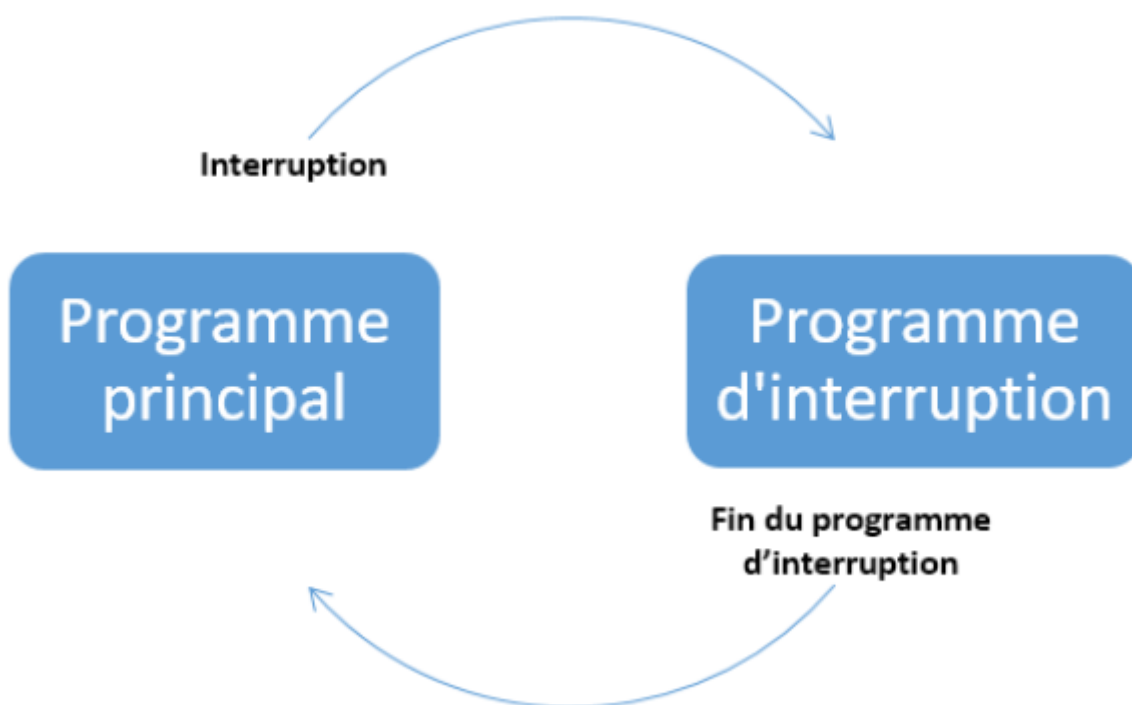 Interruption
Programme
principal
Programme
d'interruption
Fin du programme
d’interruption